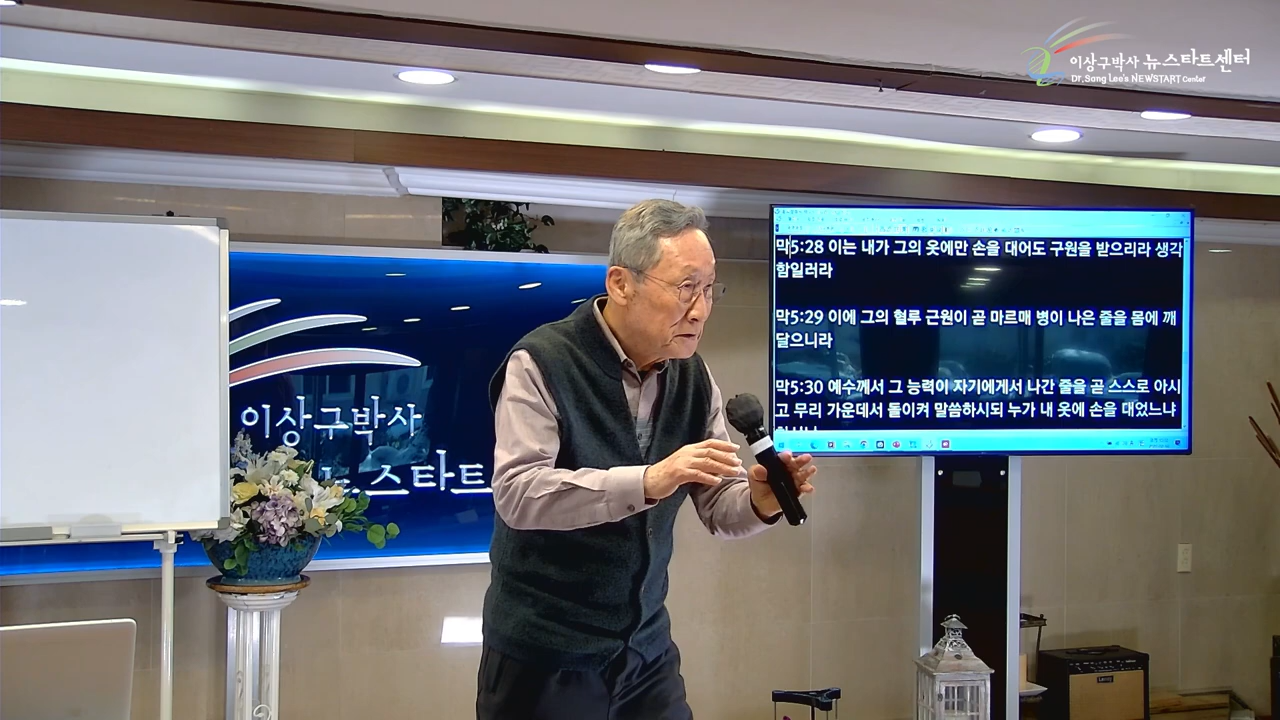 이상구박사 뉴스타트센터
Dr. Sang Lee's NEWSTART Center
막5:28 이는 내가 그의 옷에만 손을 대어도 구원을 받으리라 생각
함일러라
막5:29 이에 그의 혈루 근원이 곧 마르매 병이 나은 줄을 몸에 깨
달으니라
막5:30 예수께서 그 능력이 자기에게서 나간 줄을 곧 스스로 아시
고 무리 가운데서 돌이켜 말씀하시되 누가 내 옷에 손을 대었느냐
이상구박사
스타트
Laney